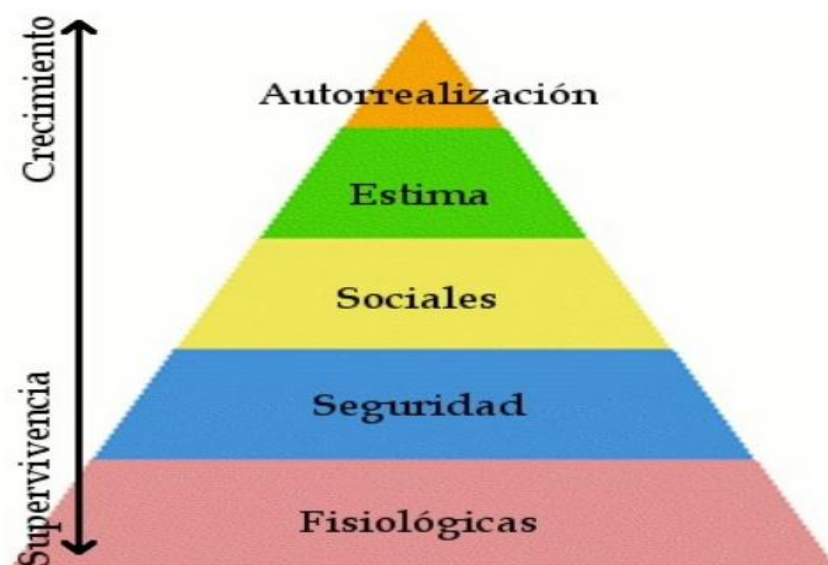 Crecimiento
Autorrealización
Estima
Sociales
Seguridad
Supervivencia
Fisiológicas